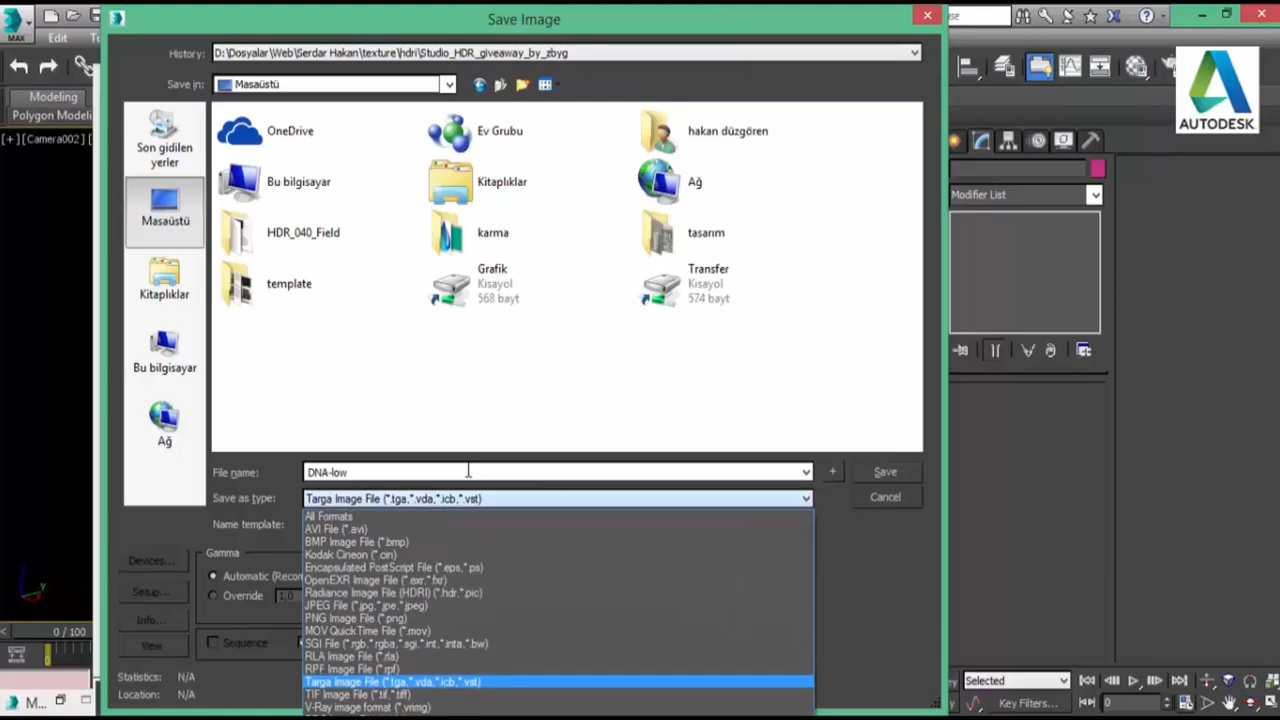 Save Image
MAX
Edit
History:
D:\Dosyalar\Web\Serdar Hakan\texture\hdri\Studio_HDR_giveaway_by_zbyg
Save in:
Masaüstü
Modeling
Polygon Modeli
[+] [Camera002] [
AUTODESK
Son gidilen
yerler
Masaüstü
Kitaplıklar
Bu bilgisayar
Ağ
OneDrive
Ev Grubu
hakan düzgören
Bu bilgisayar
Kitaplıklar
Ağ
HDR_040_Field
karma
tasarım
template
Grafik
Kısayol
568 bayt
Transfer
Kısayol
574 bayt
Modifier List
File name:
DNA-low
+
Save
Save as type:
Targa Image File (*.tga,*.vda,*.icb,*.vst)
Cancel
Name template:
All Formats
AVI File (*.avi)
BMP Image File (*.bmp)
Kodak Cineon (*.cin)
Encapsulated PostScript File (*.eps,*.ps)
OpenEXR Image File (*.exr,*.fxr)
Radiance Image File (HDRI) (*.hdr,*.pic)
JPEG File (*.jpg,*.jpe,*.jpeg)
PNG Image File (*.png)
MOV QuickTime File (*.mov)
SGI File (*.rgb,*.rgba,*.sgi,*.int,*.inta,*.bw)
RLA Image File (*.rla)
RPF Image File (*.rpf)
Targa Image File (*.tga,*.vda,*.icb,*.vst)
TIF Image File (*.tif,*.tiff)
V-Ray image format (*.vrimg)
Devices...
Setup...
Info...
View
Gamma
Automatic (Recon
Override
1,0
Sequence
Statistics: N/A
Location: N/A
0 / 100
M...
Selected
Key Filters...
0